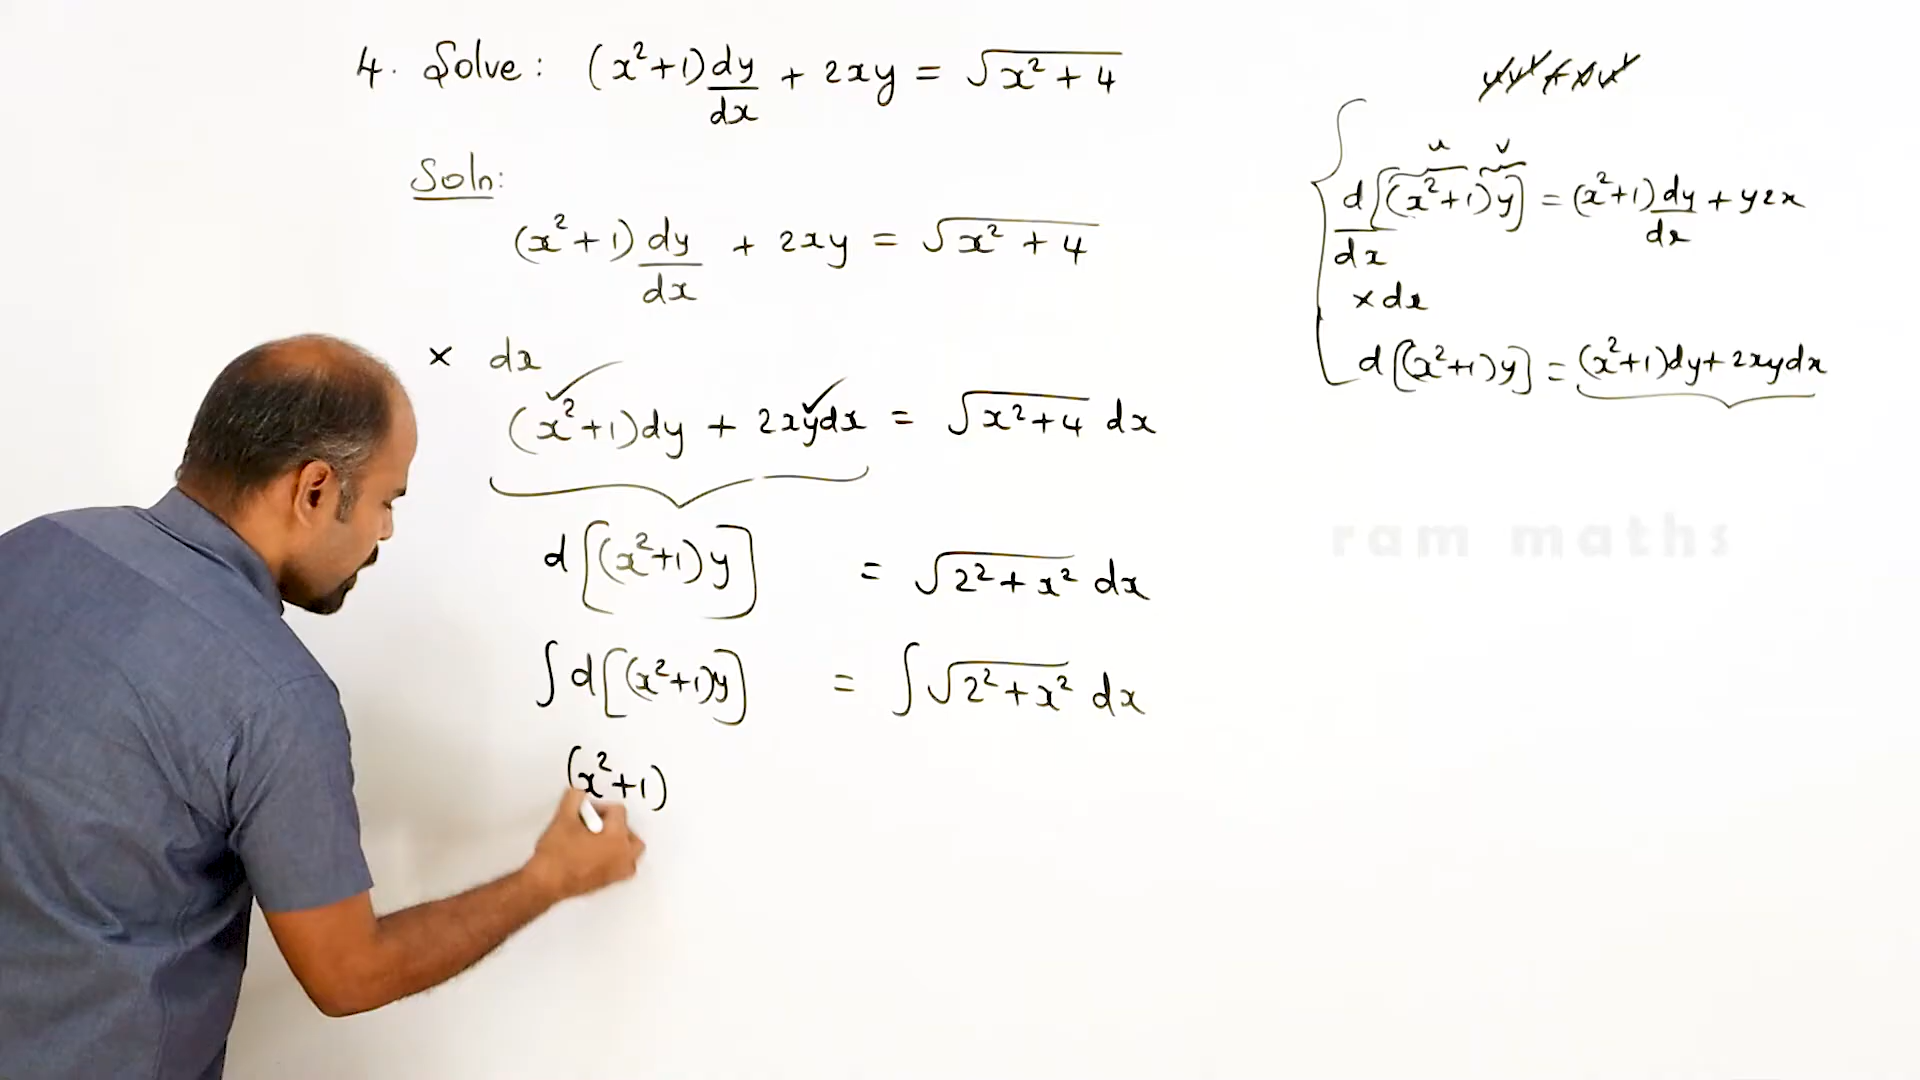 4. Solve: (x²+1) dy/dx + 2xy = √x² + 4
Soln:
(x²+1) dy/dx + 2xy = √x² + 4
× dx
(x²+1)dy + 2xydx = √x²+4 dx
d[(x²+1)y] = √2²+x² dx
∫d[(x²+1)y] = ∫√2²+x² dx
(x²+1)
u v
d/dx[(x²+1)y] = (x²+1)dy/dx + y2x
×dx
d[(x²+1)y] = (x²+1)dy+2xydx
ram maths